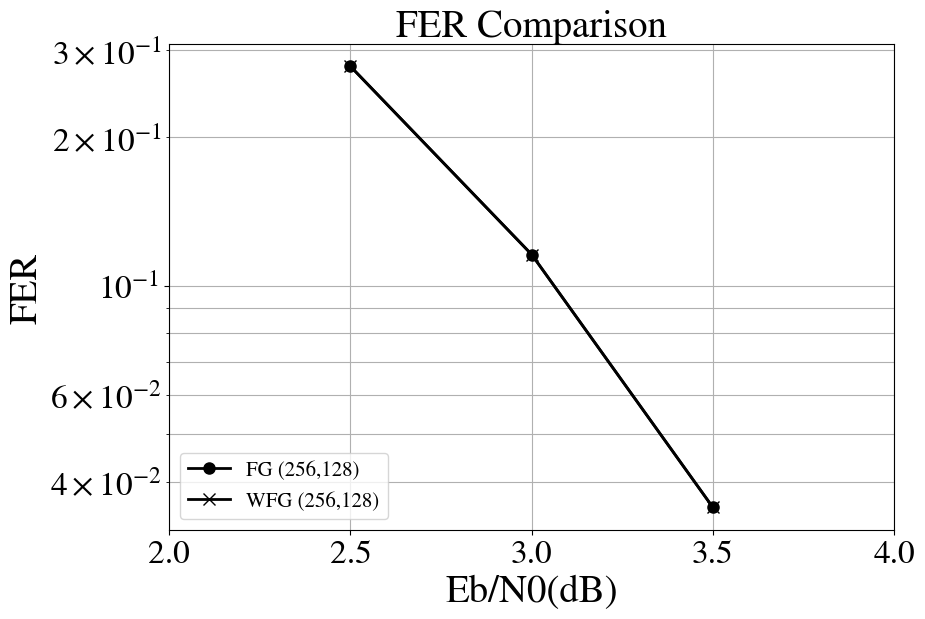 FER Comparison
3 × 10⁻¹
2 × 10⁻¹
10⁻¹
6 × 10⁻²
4 × 10⁻²
FER
FG (256,128)
WFG (256,128)
2.0 2.5 3.0 3.5 4.0
Eb/N0(dB)